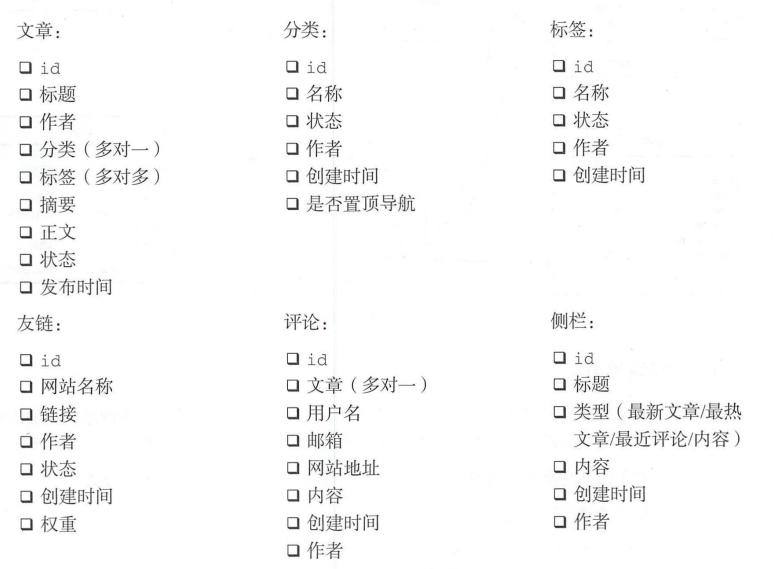 文章：
❑ id
❑ 标题
❑ 作者
❑ 分类（多对一）
❑ 标签（多对多）
❑ 摘要
❑ 正文
❑ 状态
❑ 发布时间
分类：
❑ id
❑ 名称
❑ 状态
❑ 作者
❑ 创建时间
❑ 是否置顶导航
标签：
❑ id
❑ 名称
❑ 状态
❑ 作者
❑ 创建时间
友链：
❑ id
❑ 网站名称
❑ 链接
❑ 作者
❑ 状态
❑ 创建时间
❑ 权重
评论：
❑ id
❑ 文章（多对一）
❑ 用户名
❑ 邮箱
❑ 网站地址
❑ 内容
❑ 创建时间
❑ 作者
侧栏：
❑ id
❑ 标题
❑ 类型（最新文章/最热
文章/最近评论/内容）
❑ 内容
❑ 创建时间
❑ 作者